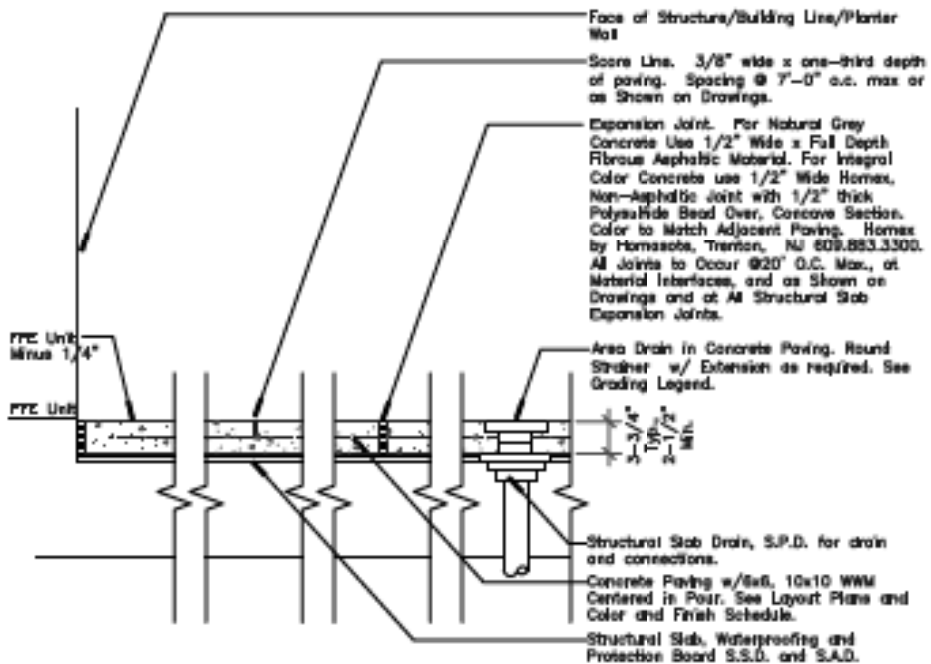 Face of Structure/Building Line/Planter
Wall
Score Line. 3/8" wide x one-third depth
of paving. Spacing @ 7'-0" o.c. max or
as Shown on Drawings.
Expansion Joint. For Natural Grey
Concrete Use 1/2" Wide x Full Depth
Fibrous Asphaltic Material. For Integral
Color Concrete use 1/2" Wide Homex,
Non-Asphaltic Joint with 1/2" thick
Polysulfide Bead Over, Concave Section.
Color to Match Adjacent Paving. Homex
by Homasote, Trenton, NJ 609.883.3300.
All Joints to Occur @20' O.C. Max., at
Material Interfaces, and as Shown on
Drawings and at All Structural Slab
Expansion Joints.
FFE Unit
Minus 1/4"
Area Drain in Concrete Paving. Round
Strainer w/ Extension as required. See
Grading Legend.
FFE Unit
3-3/4"
Typ.
2-1/2"
Min.
Structural Slab Drain, S.P.D. for drain
and connections.
Concrete Paving w/6x6, 10x10 WWM
Centered in Pour. See Layout Plans and
Color and Finish Schedule.
Structural Slab, Waterproofing and
Protection Board S.S.D. and S.A.D.